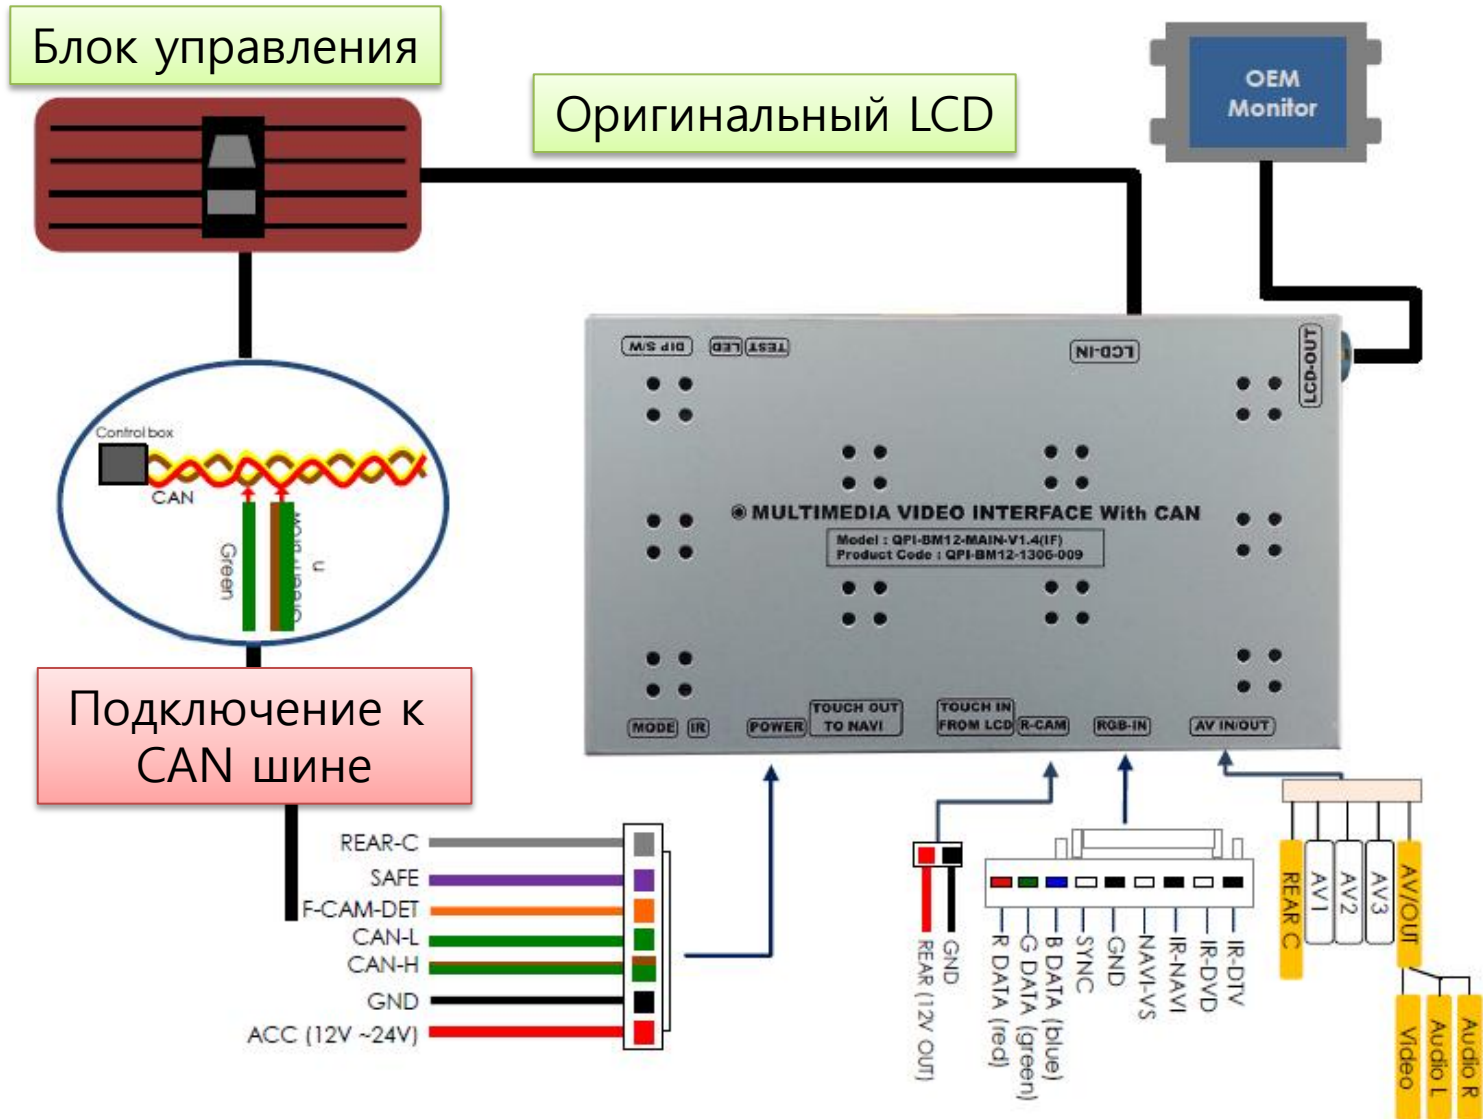 Блок управления
Оригинальный LCD
OEM
Monitor
DIP S/W
LED
TEST
LCD-IN
LCD-OUT
Control box
CAN
Green
n
MULTIMEDIA VIDEO INTERFACE With CAN
Model : QPI-BM12-MAIN-V1.4(IF)
Product Code : QPI-BM12-1306-009
Подключение к
CAN шине
MODE
IR
POWER
TOUCH OUT
TO NAVI
TOUCH IN
FROM LCD
R-CAM
RGB-IN
AV IN/OUT
REAR-C
SAFE
F-CAM-DET
CAN-L
CAN-H
GND
ACC (12V ~24V)
REAR (12V OUT)
GND
R DATA (red)
G DATA (green)
B DATA (blue)
SYNC
GND
NAVI-VS
IR-NAVI
IR-DVD
IR-DTV
REAR C
AV1
AV2
AV3
AV/OUT
Video
Audio L
Audio R